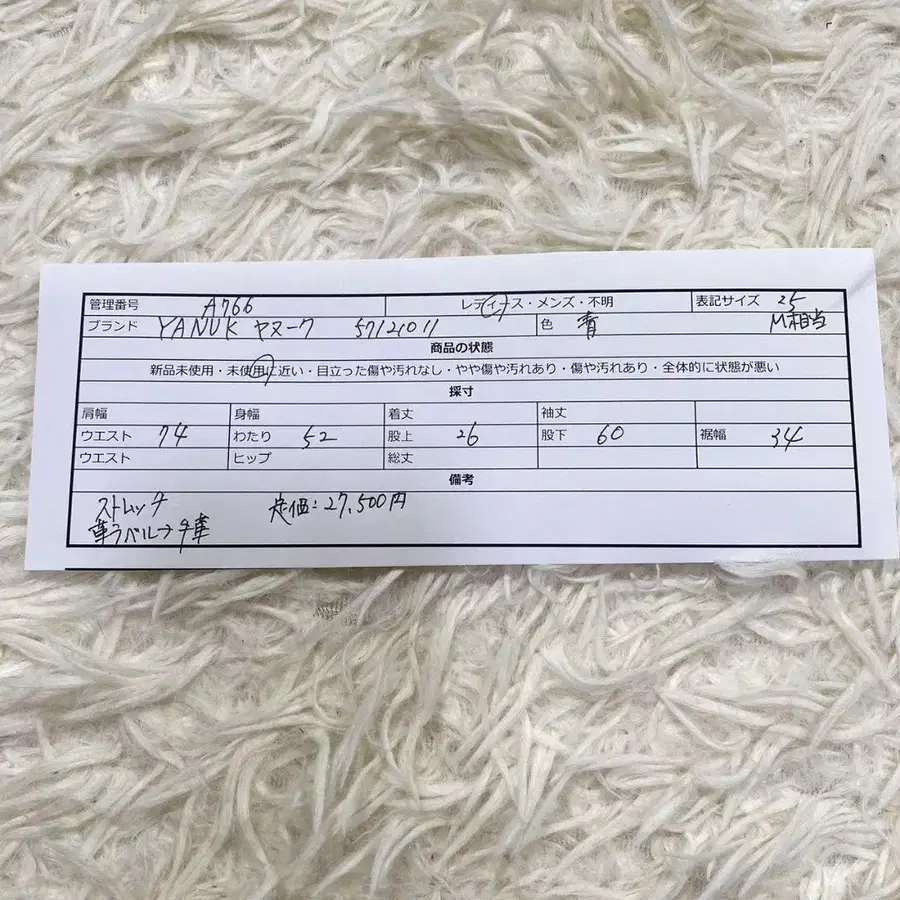 管理番号 A766 レディース・メンズ・不明 表記サイズ 25
ブランド YANUK ヤヌーク 57121011 色 青 M相当
商品の状態
新品未使用・未使用に近い・目立った傷や汚れなし・やや傷や汚れあり・傷や汚れあり・全体的に状態が悪い
採寸
肩幅 身幅 着丈 袖丈
ウエスト 74 わたり 52 股上 26 股下 60 裾幅 34
ウエスト ヒップ 総丈
備考
ストレッチ 定価:27,500円
革ラベル→牛革